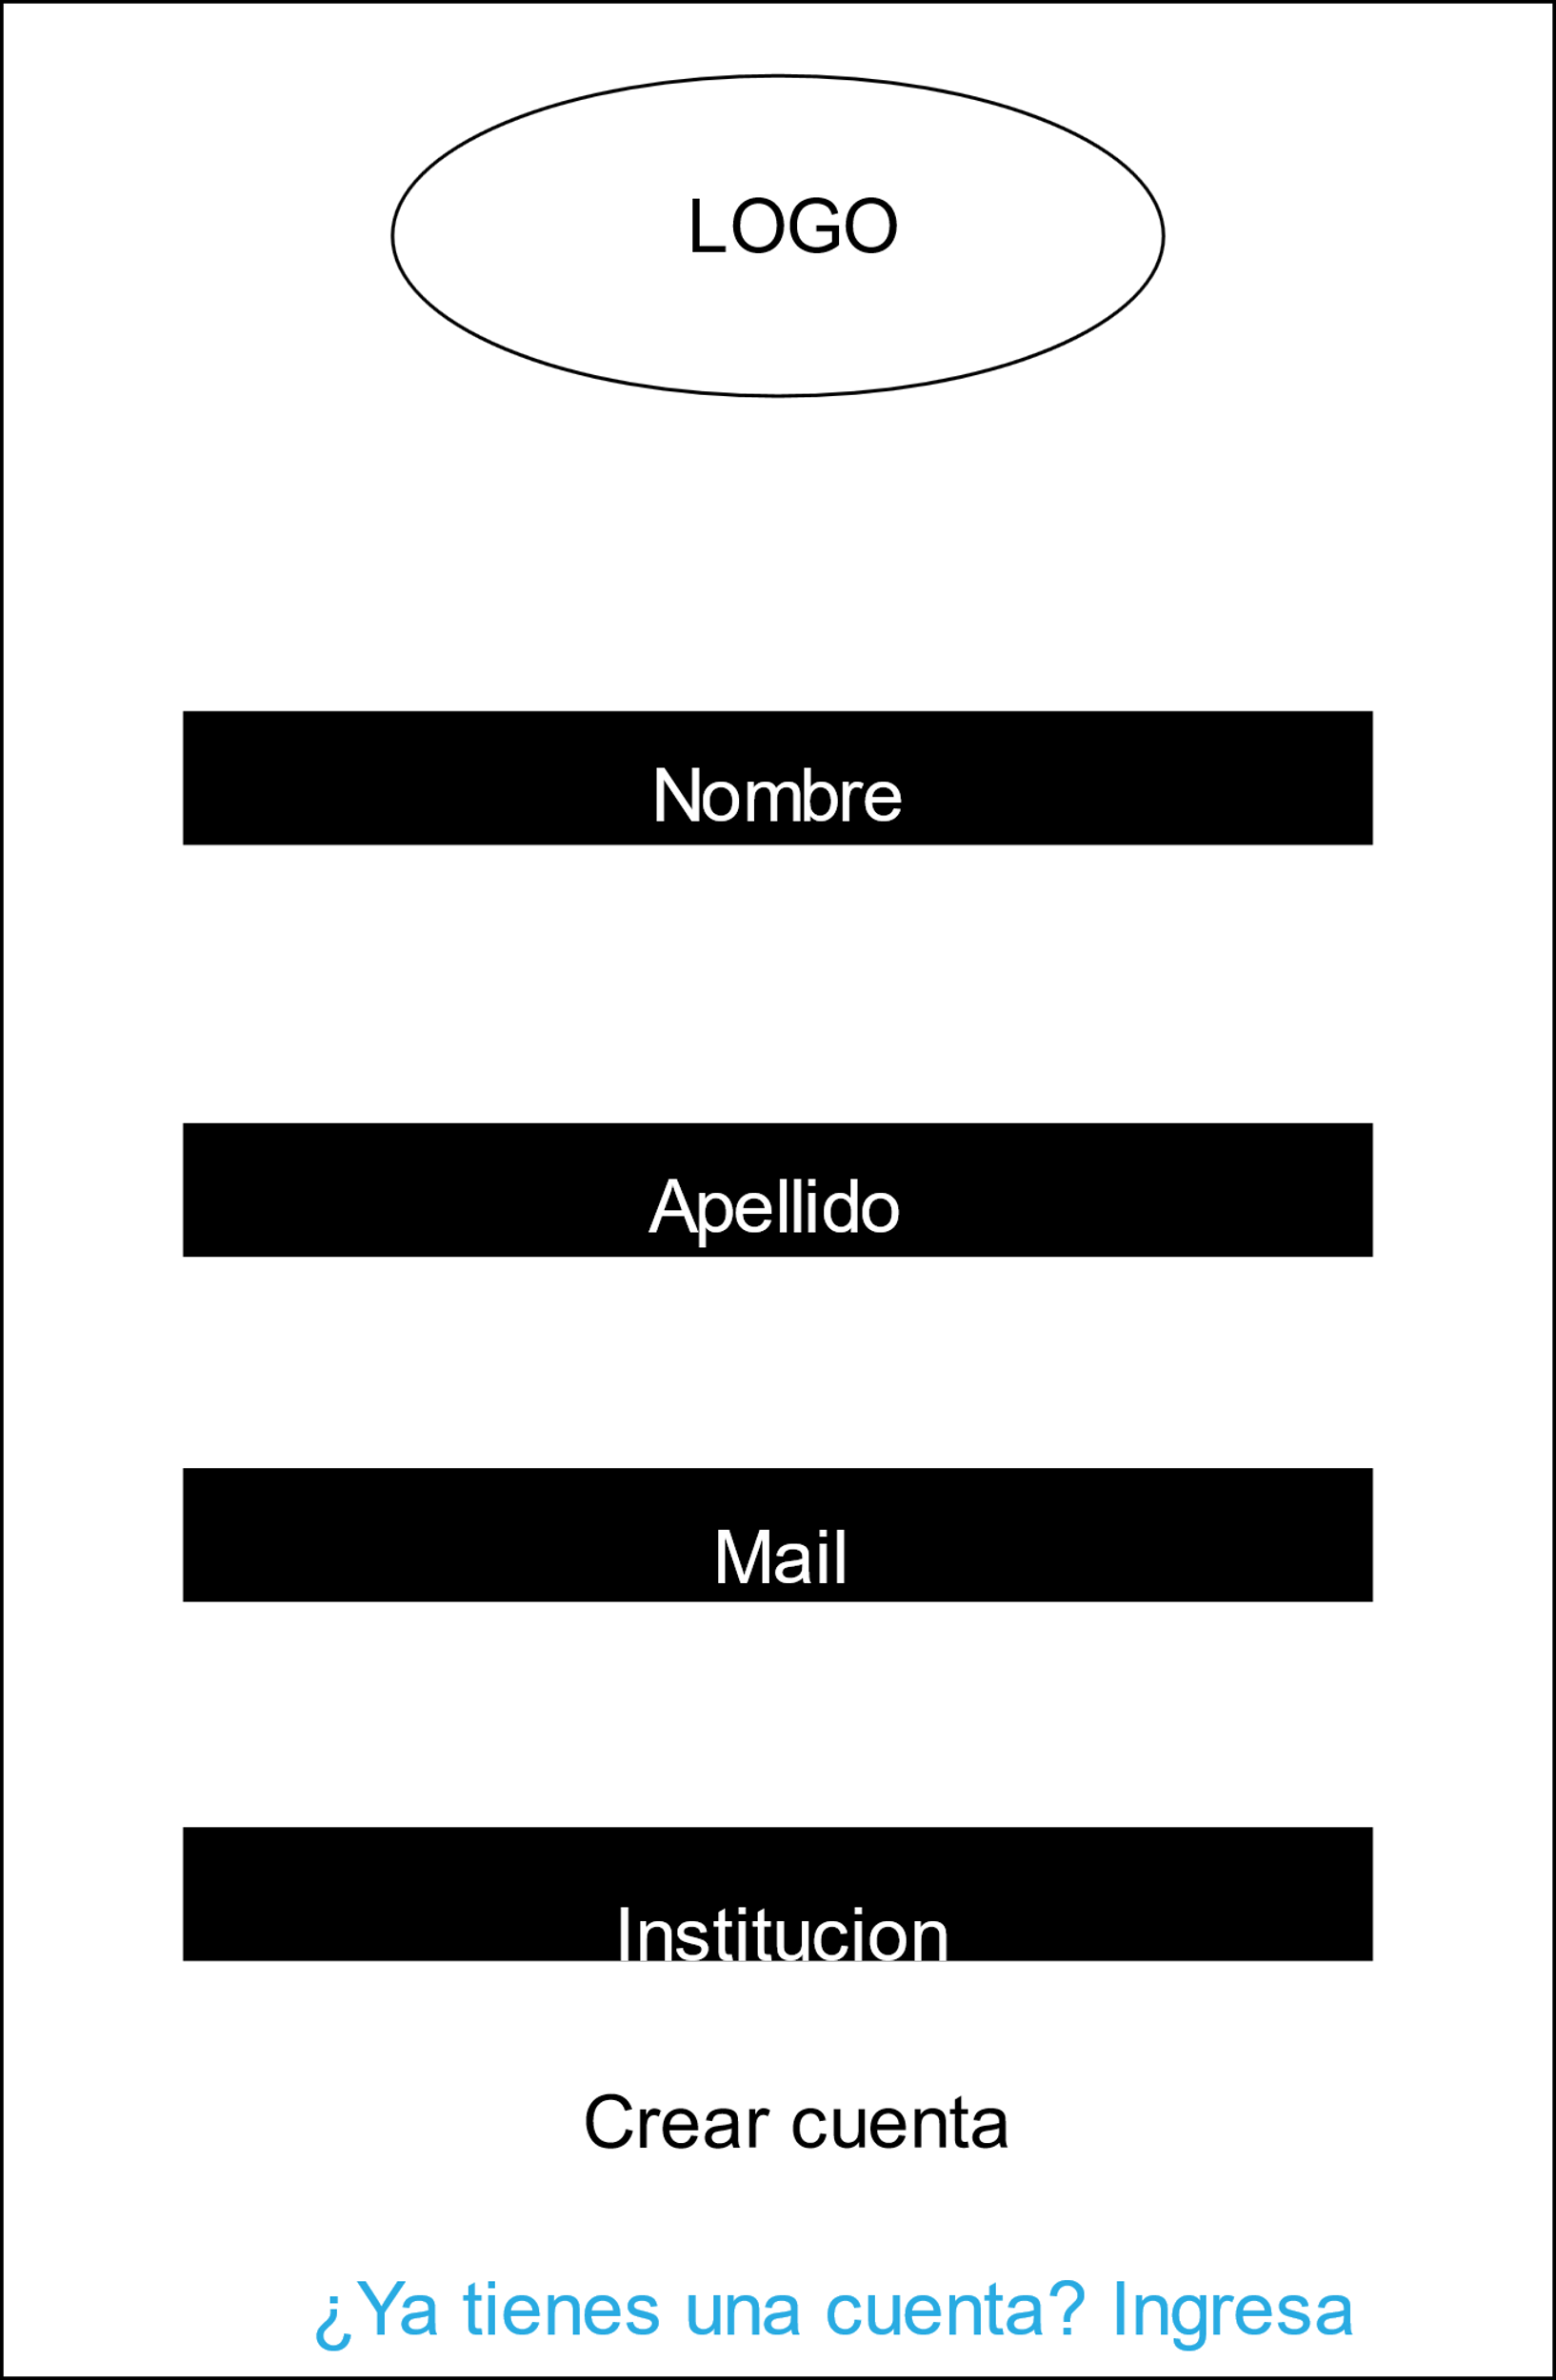 LOGO
Nombre
Apellido
Mail
Institucion
Crear cuenta
¿Ya tienes una cuenta? Ingresa